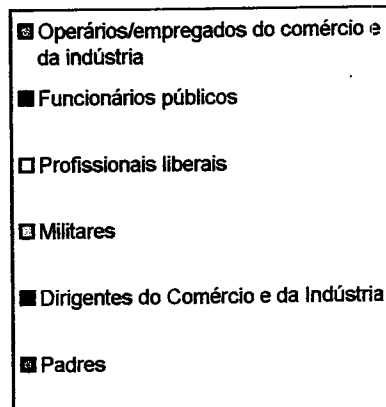 Operários/empregados do comércio e
da indústria
Funcionários públicos
Profissionais liberais
Militares
Dirigentes do Comércio e da Indústria
Padres